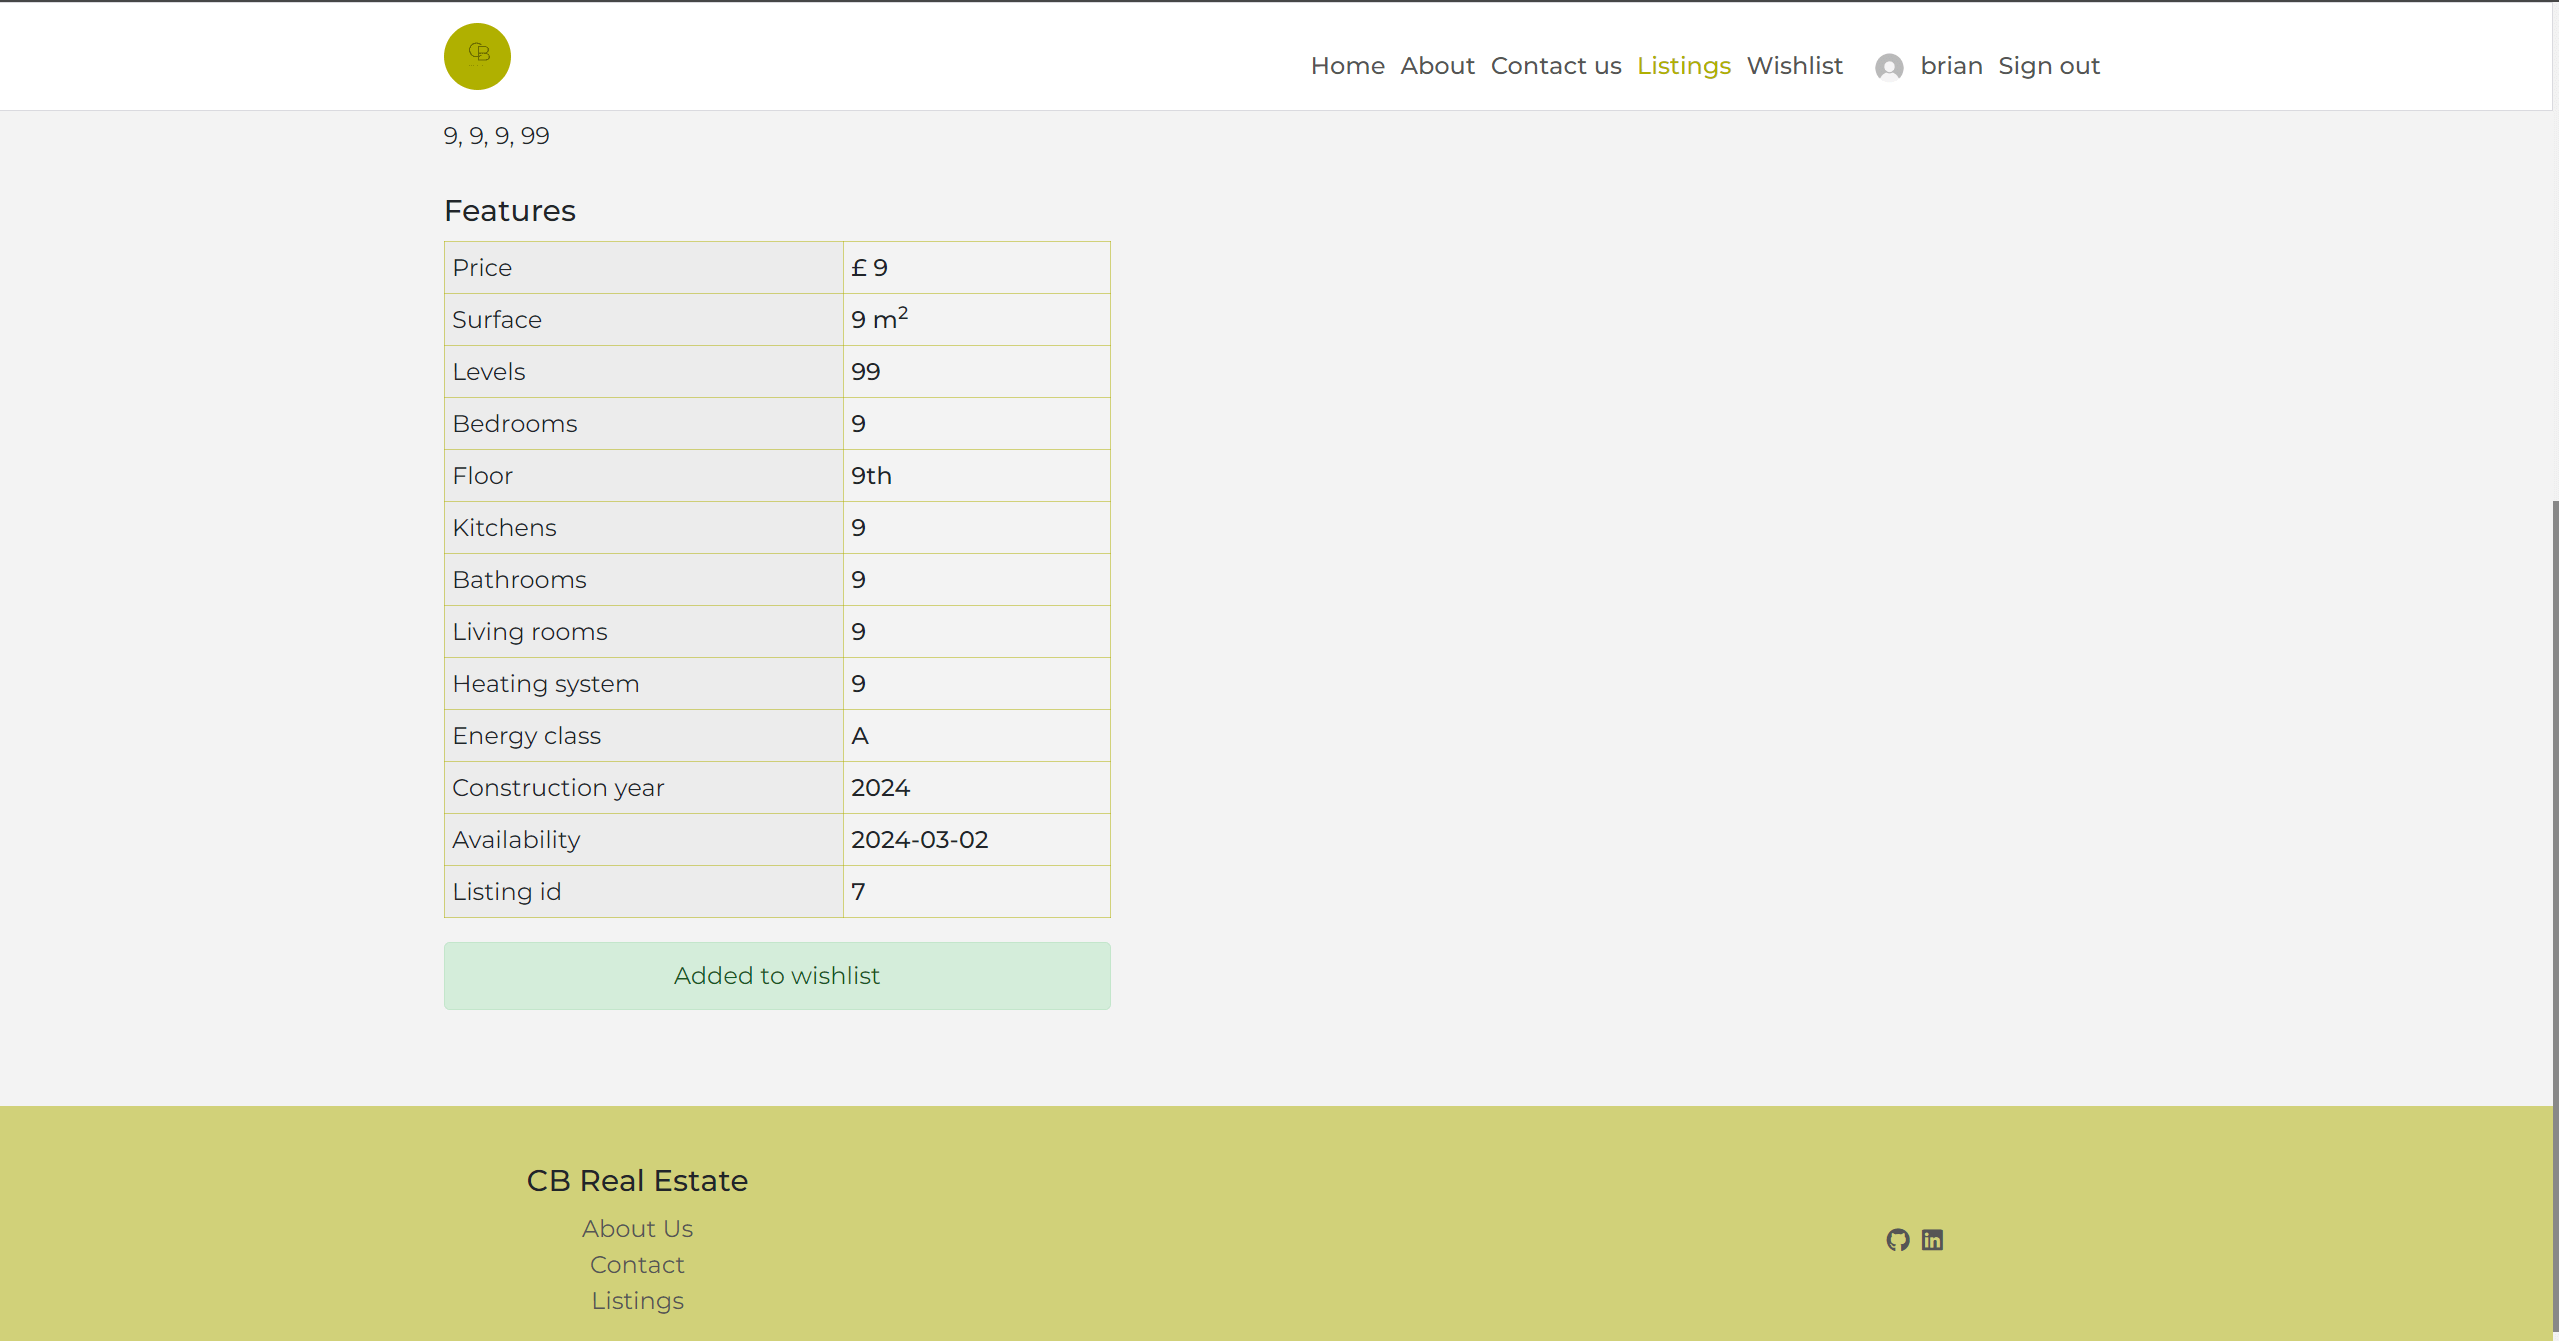 CB
Home About Contact us Listings Wishlist brian Sign out
9, 9, 9, 99
Features
Price £ 9
Surface 9 m²
Levels 99
Bedrooms 9
Floor 9th
Kitchens 9
Bathrooms 9
Living rooms 9
Heating system 9
Energy class A
Construction year 2024
Availability 2024-03-02
Listing id 7
Added to wishlist
CB Real Estate
About Us
Contact
Listings
in